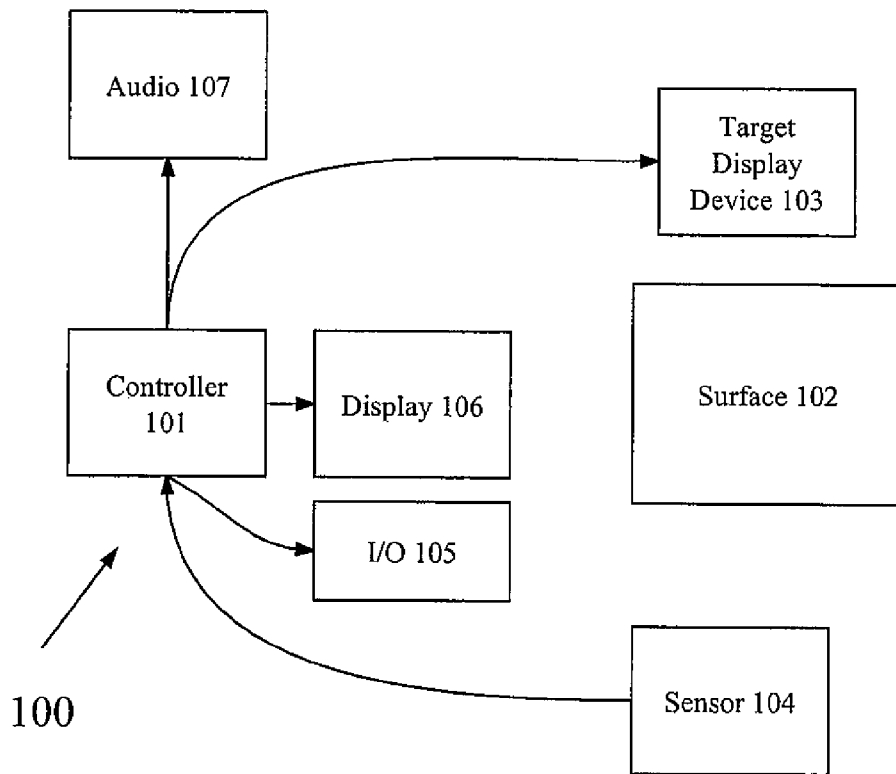 Audio 107
Target
Display
Device 103
Controller
101
Display 106
Surface 102
I/O 105
Sensor 104
100